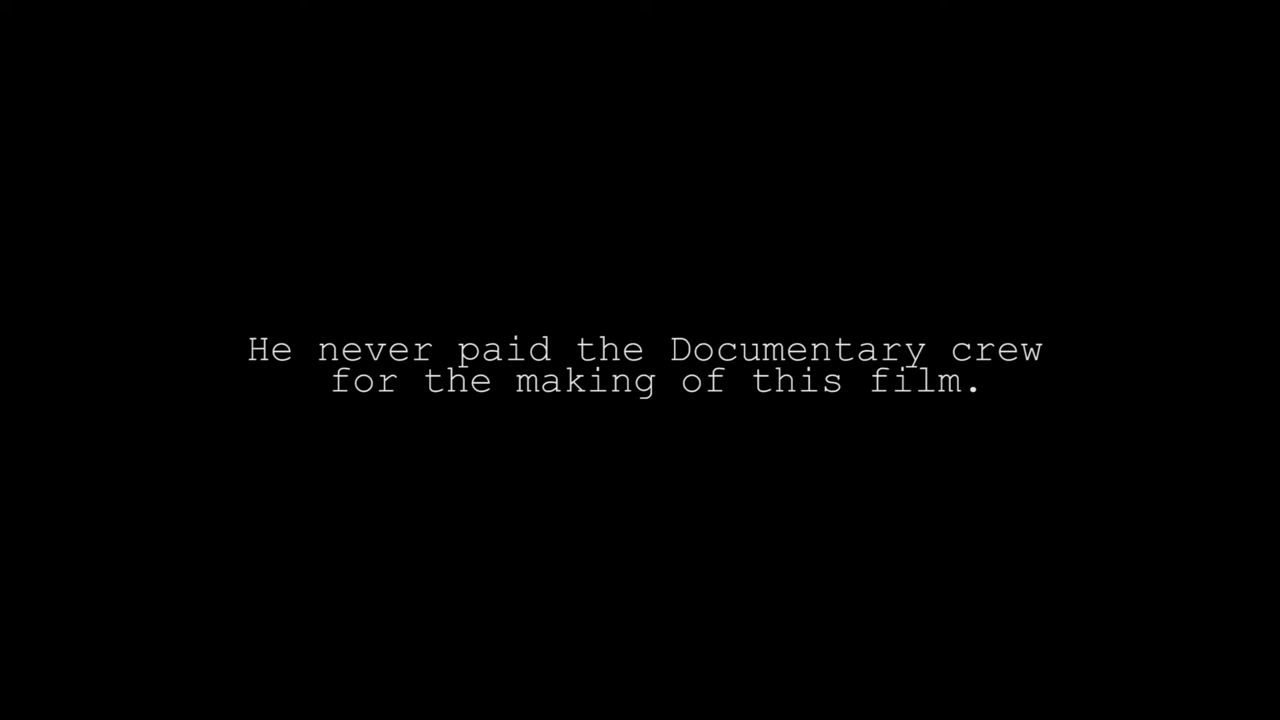 He never paid the Documentary crew
for the making of this film.